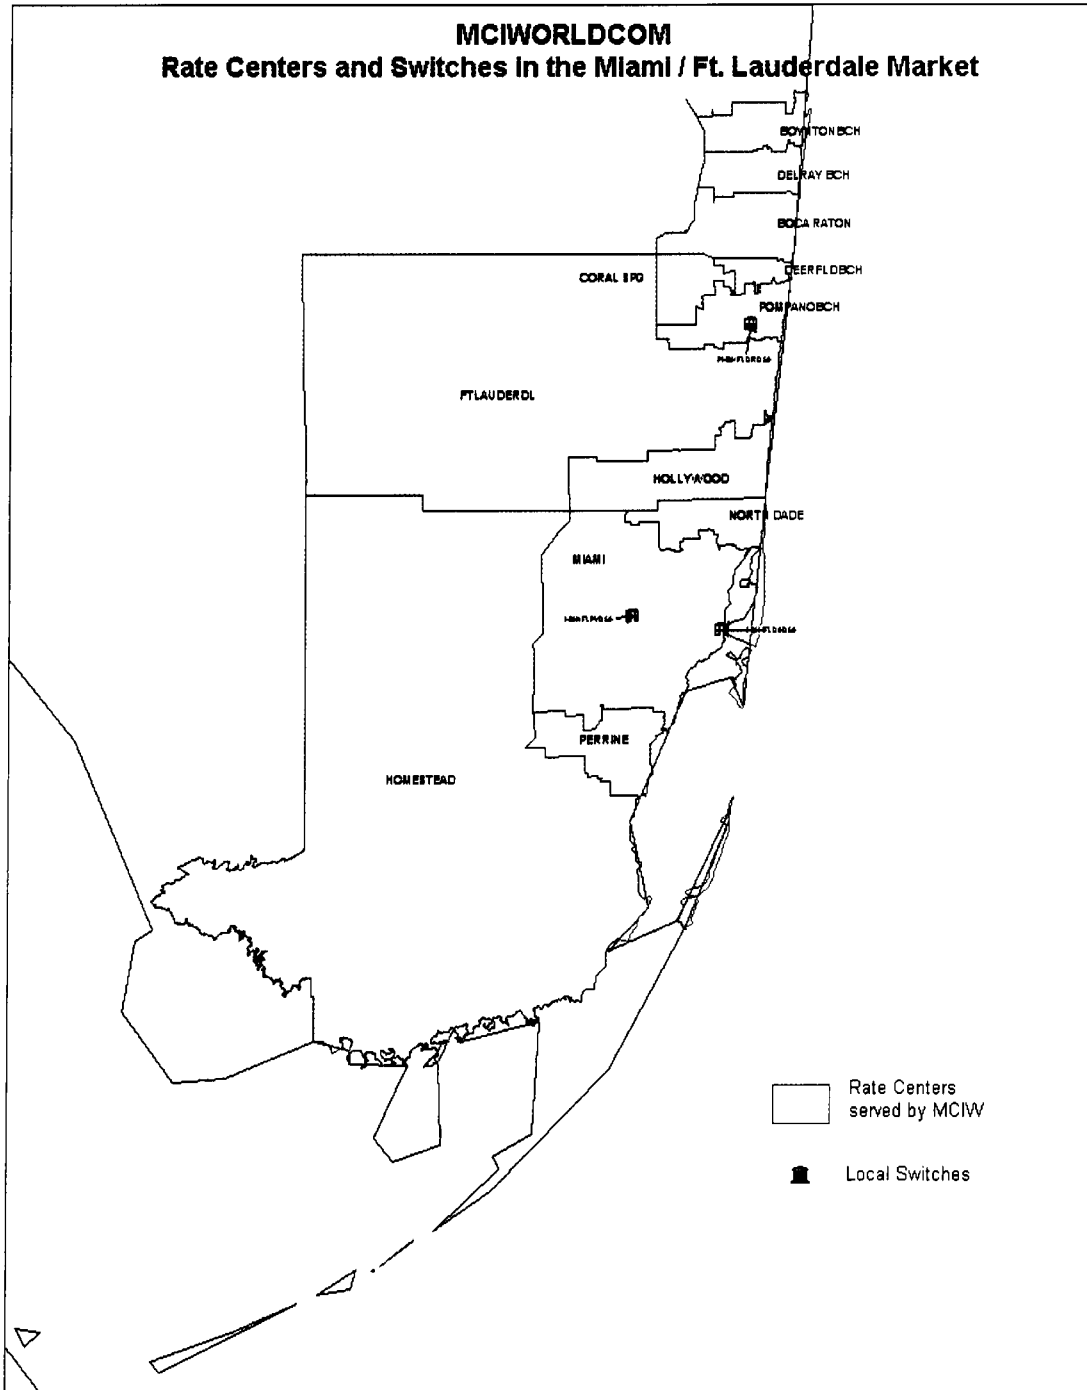 MCIWORLDCOM
Rate Centers and Switches in the Miami / Ft. Lauderdale Market
BOYNTON BCH
DELRAY BCH
BOCA RATON
DEERFLDBCH
CORAL SPG
POMPANOBCH
FTLAUDERDL
HOLLYWOOD
NORTH DADE
MIAMI
PERRINE
HOMESTEAD
Rate Centers
served by MCIW
Local Switches